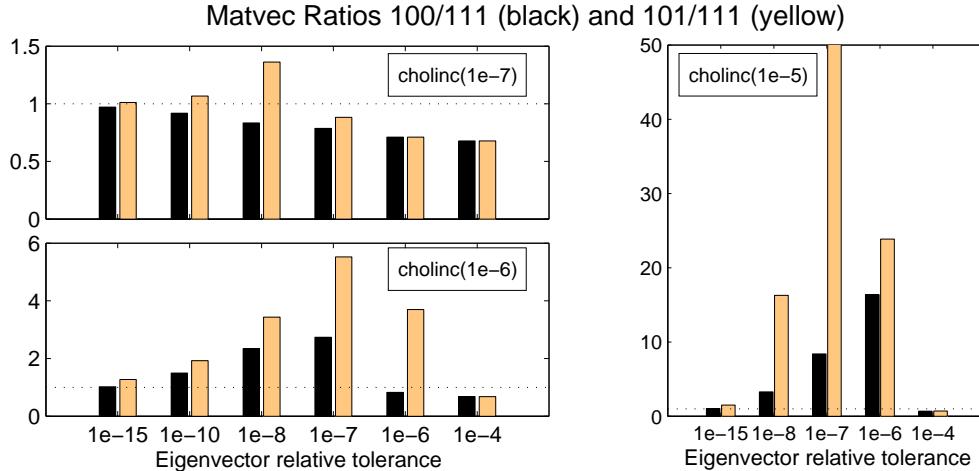 Matvec Ratios 100/111 (black) and 101/111 (yellow)
1.5
1
0.5
0
cholinc(1e−7)
6
4
2
0
cholinc(1e−6)
1e−15 1e−10 1e−8 1e−7 1e−6 1e−4
Eigenvector relative tolerance
50
40
30
20
10
0
cholinc(1e−5)
1e−15 1e−8 1e−7 1e−6 1e−4
Eigenvector relative tolerance